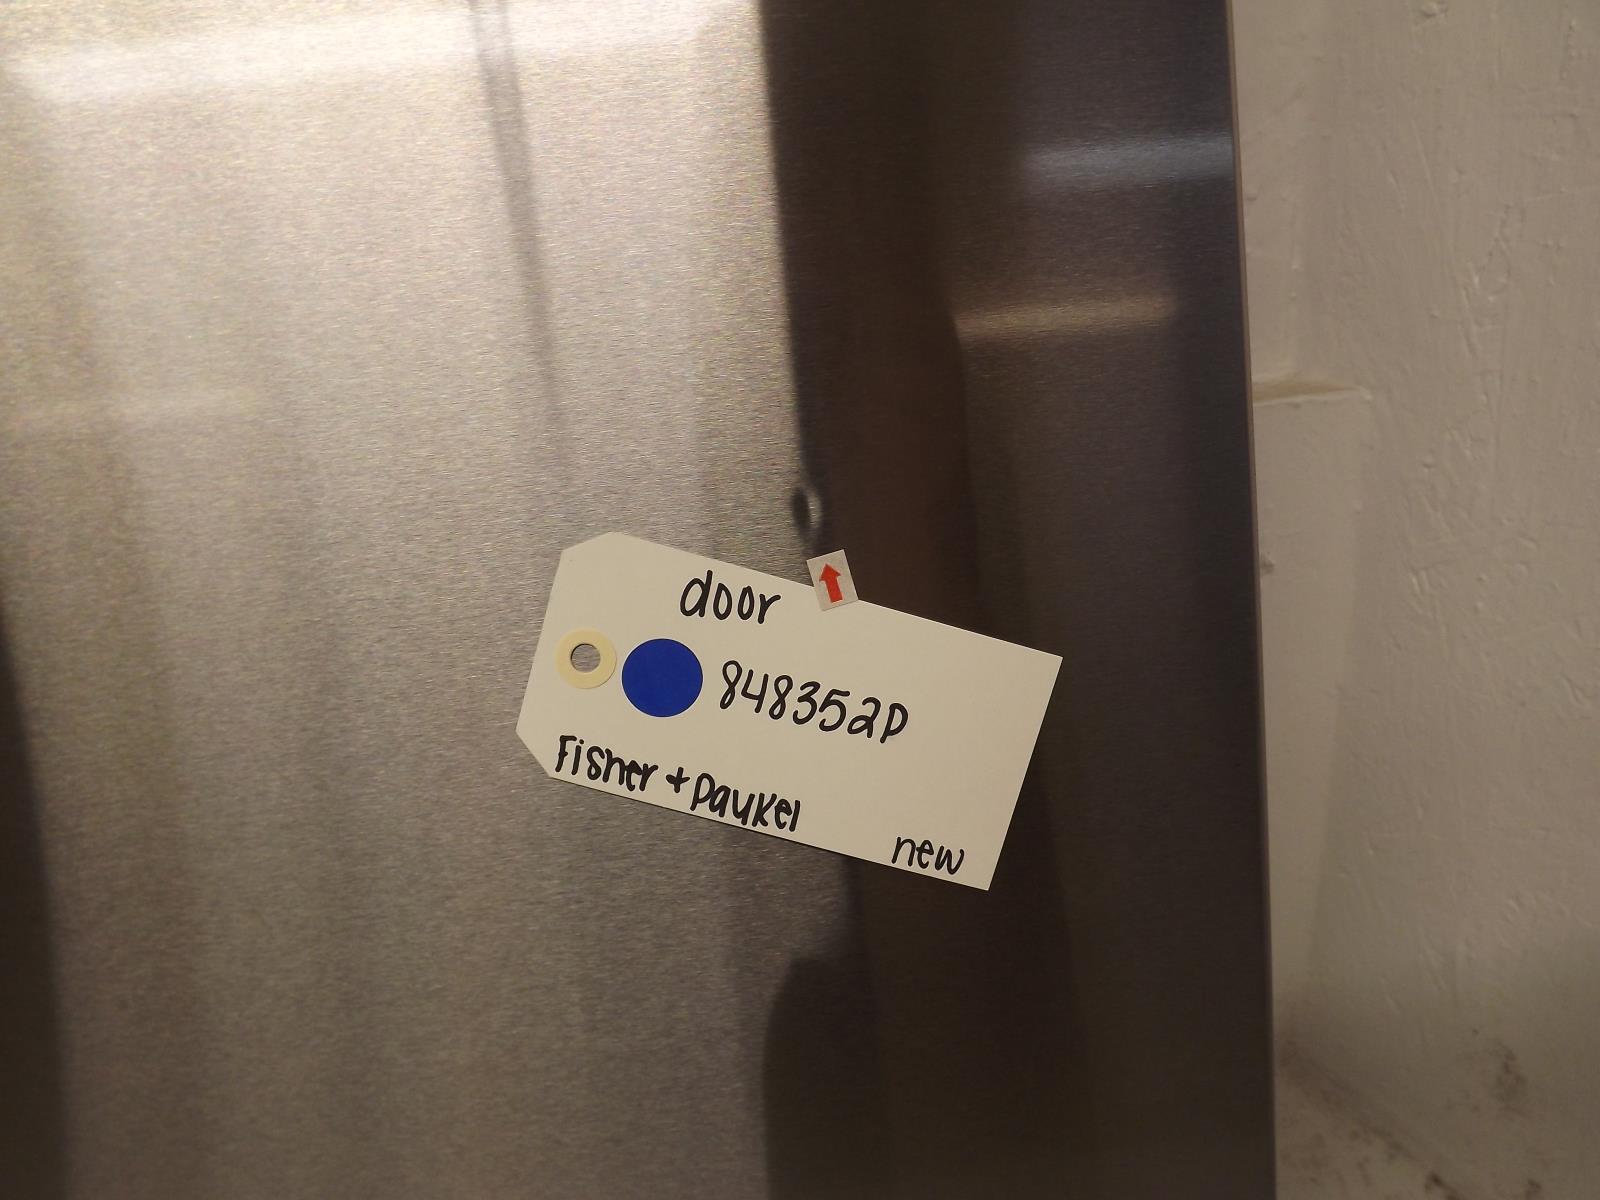 door
848352P
Fisher + Paykel
new